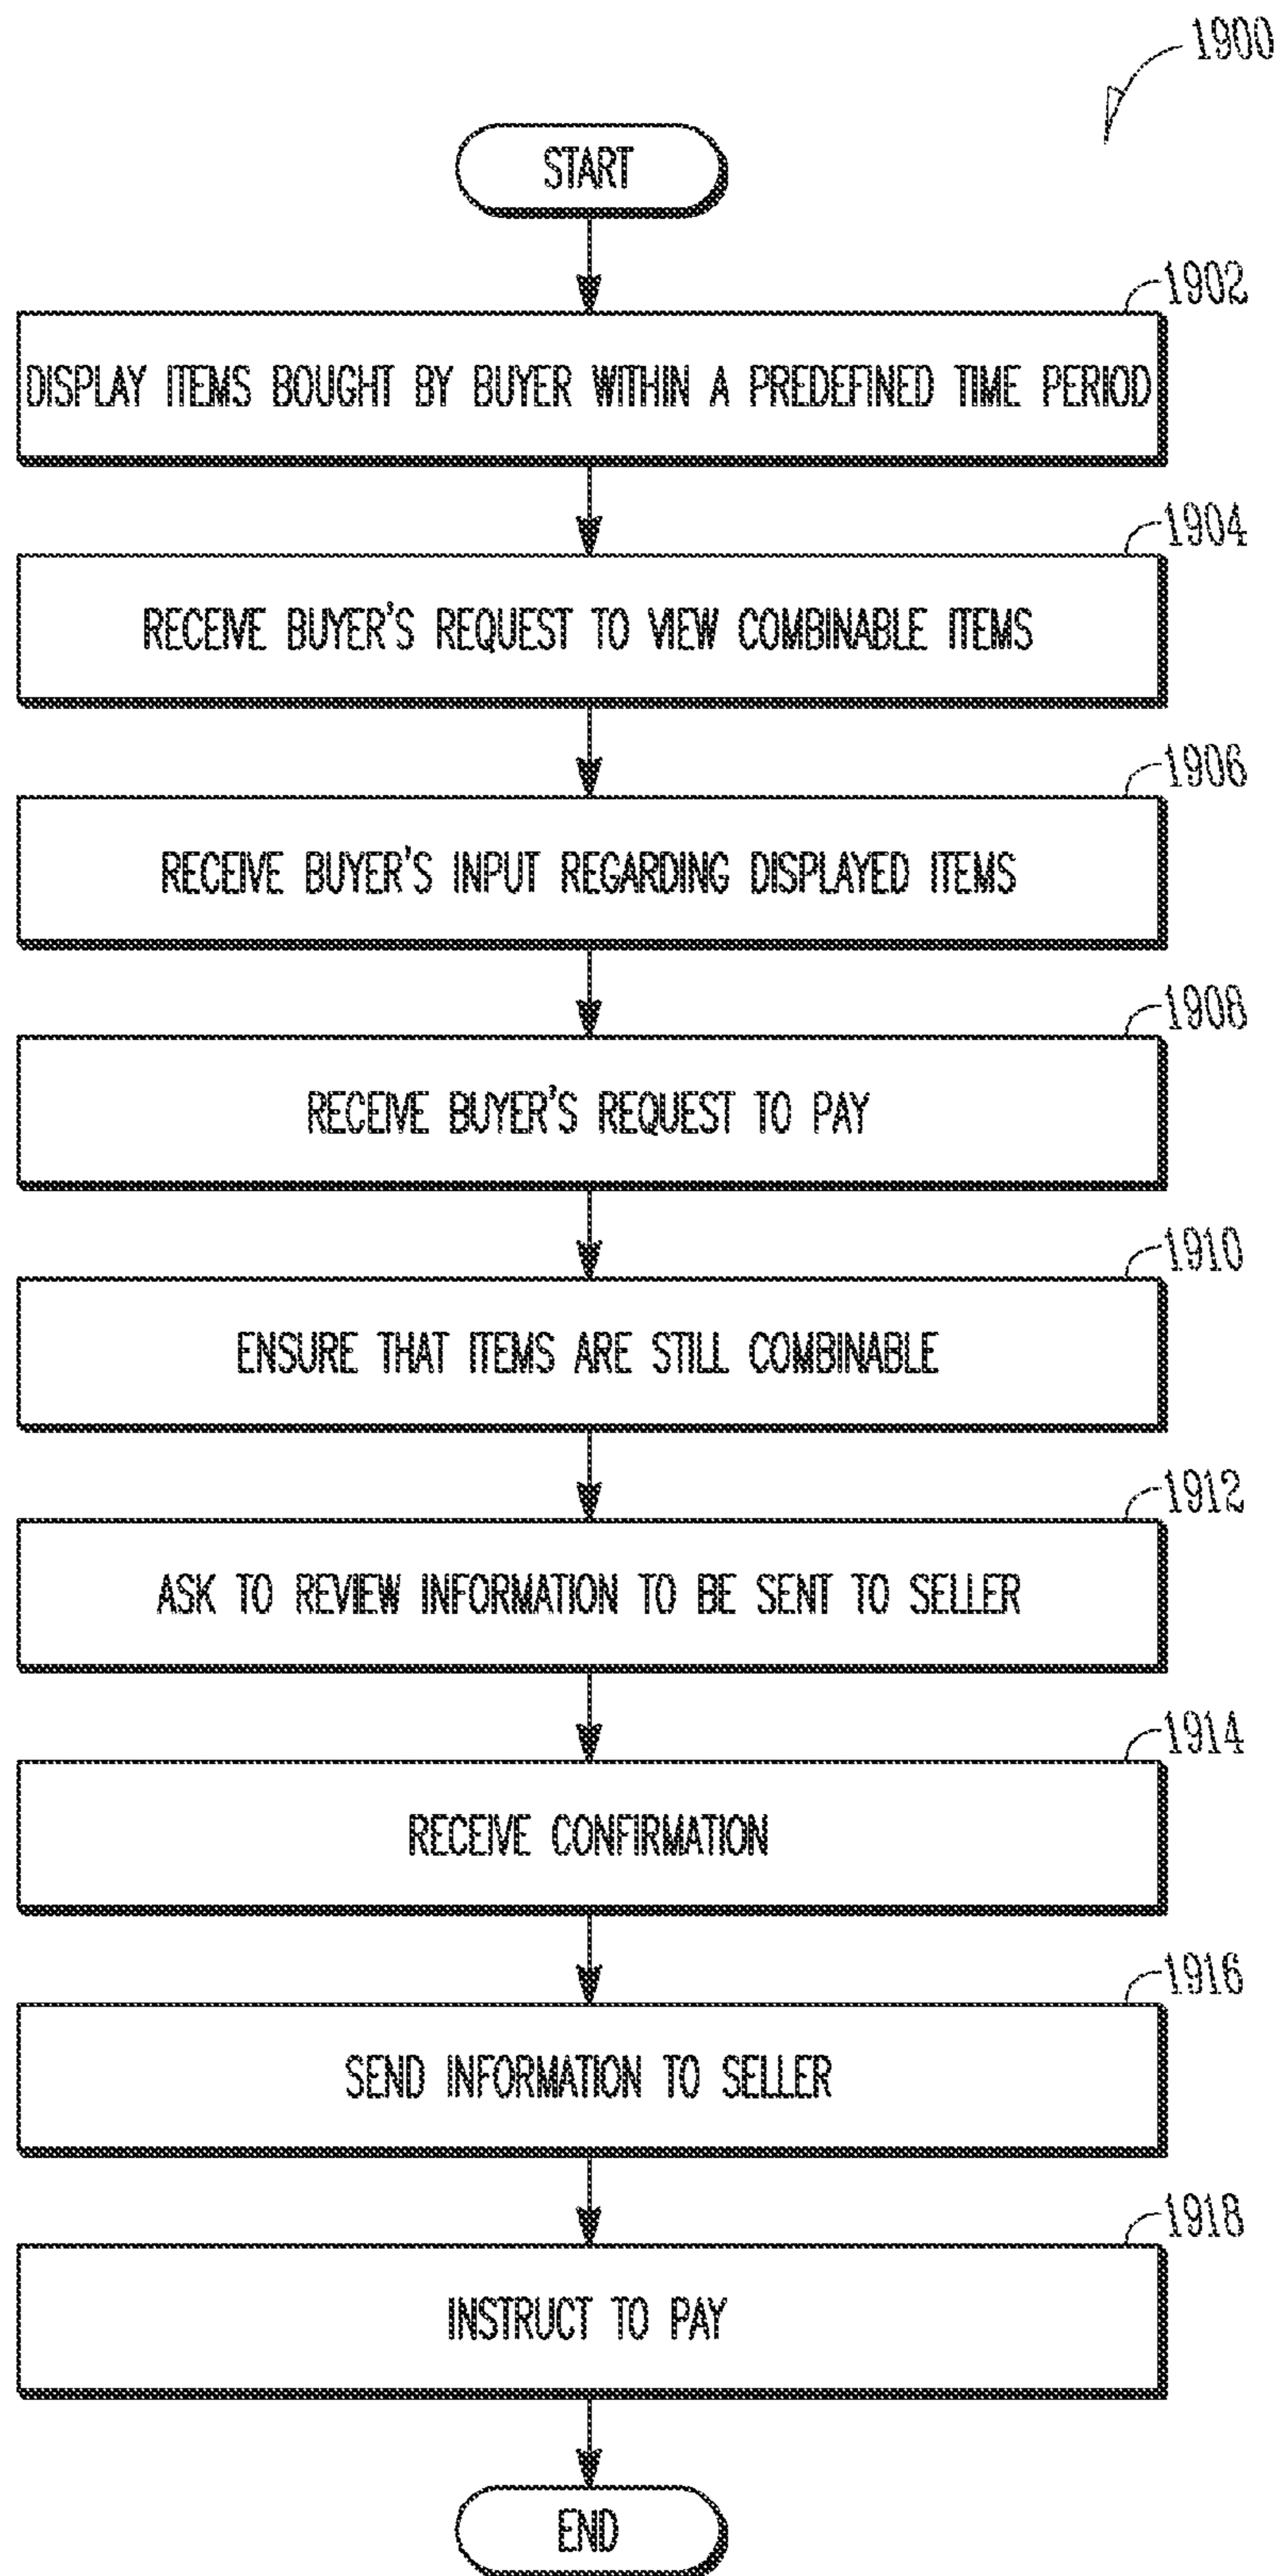 1900
START
1902
DISPLAY ITEMS BOUGHT BY BUYER WITHIN A PREDEFINED TIME PERIOD
1904
RECEIVE BUYER'S REQUEST TO VIEW COMBINABLE ITEMS
1906
RECEIVE BUYER'S INPUT REGARDING DISPLAYED ITEMS
1908
RECEIVE BUYER'S REQUEST TO PAY
1910
ENSURE THAT ITEMS ARE STILL COMBINABLE
1912
ASK TO REVIEW INFORMATION TO BE SENT TO SELLER
1914
RECEIVE CONFIRMATION
1916
SEND INFORMATION TO SELLER
1918
INSTRUCT TO PAY
END